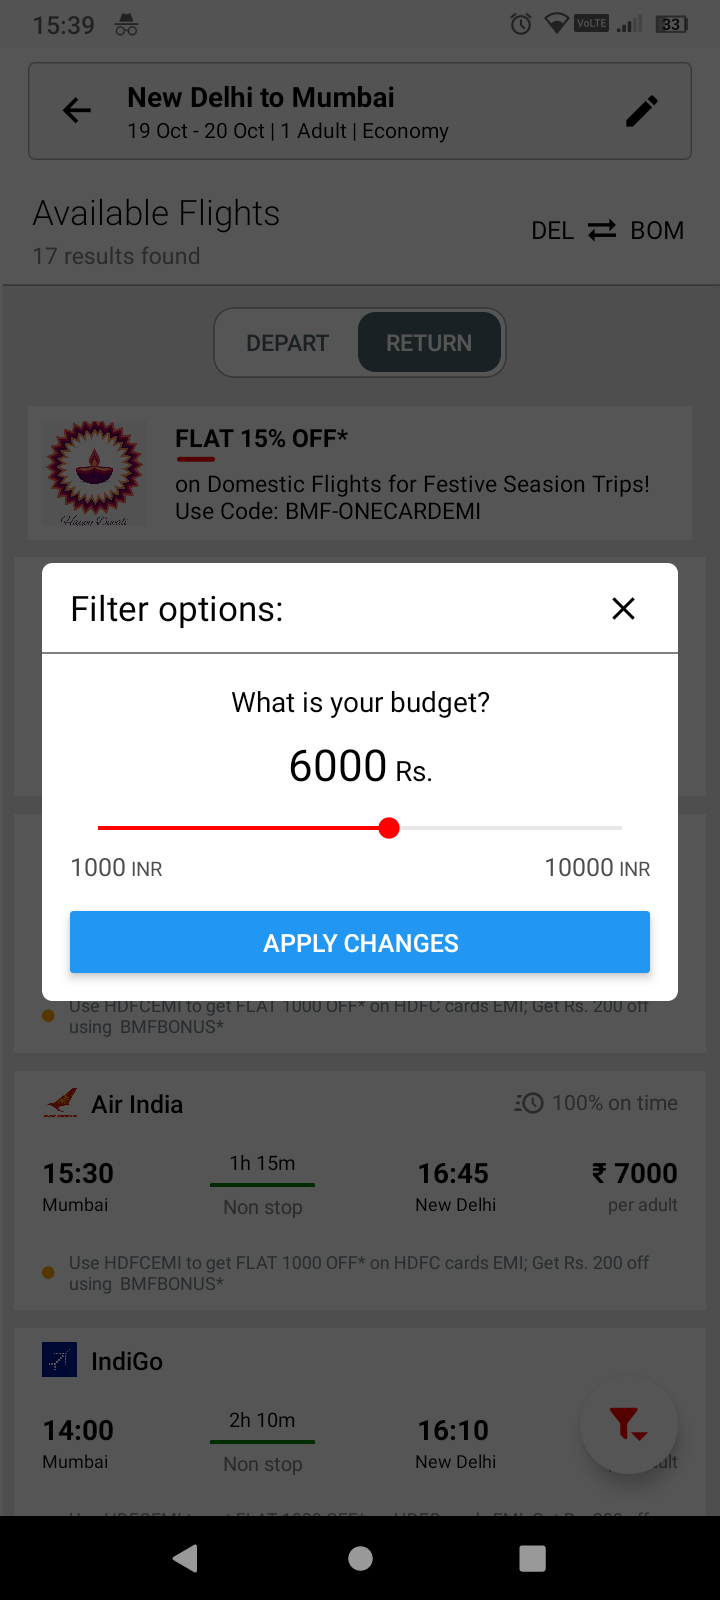 15:39
VoLTE
33
New Delhi to Mumbai
19 Oct - 20 Oct | 1 Adult | Economy
Available Flights
17 results found
DEL BOM
DEPART
RETURN
FLAT 15% OFF*
on Domestic Flights for Festive Seasion Trips!
Use Code: BMF-ONECARDEMI
Happy Diwali
Filter options:
What is your budget?
6000 Rs.
1000 INR
10000 INR
APPLY CHANGES
Use HDFCEMI to get FLAT 1000 OFF* on HDFC cards EMI; Get Rs. 200 off
using BMFBONUS*
Air India
100% on time
15:30
1h 15m
16:45
₹ 7000
Mumbai
Non stop
New Delhi
per adult
Use HDFCEMI to get FLAT 1000 OFF* on HDFC cards EMI; Get Rs. 200 off
using BMFBONUS*
IndiGo
14:00
2h 10m
16:10
Mumbai
Non stop
New Delhi